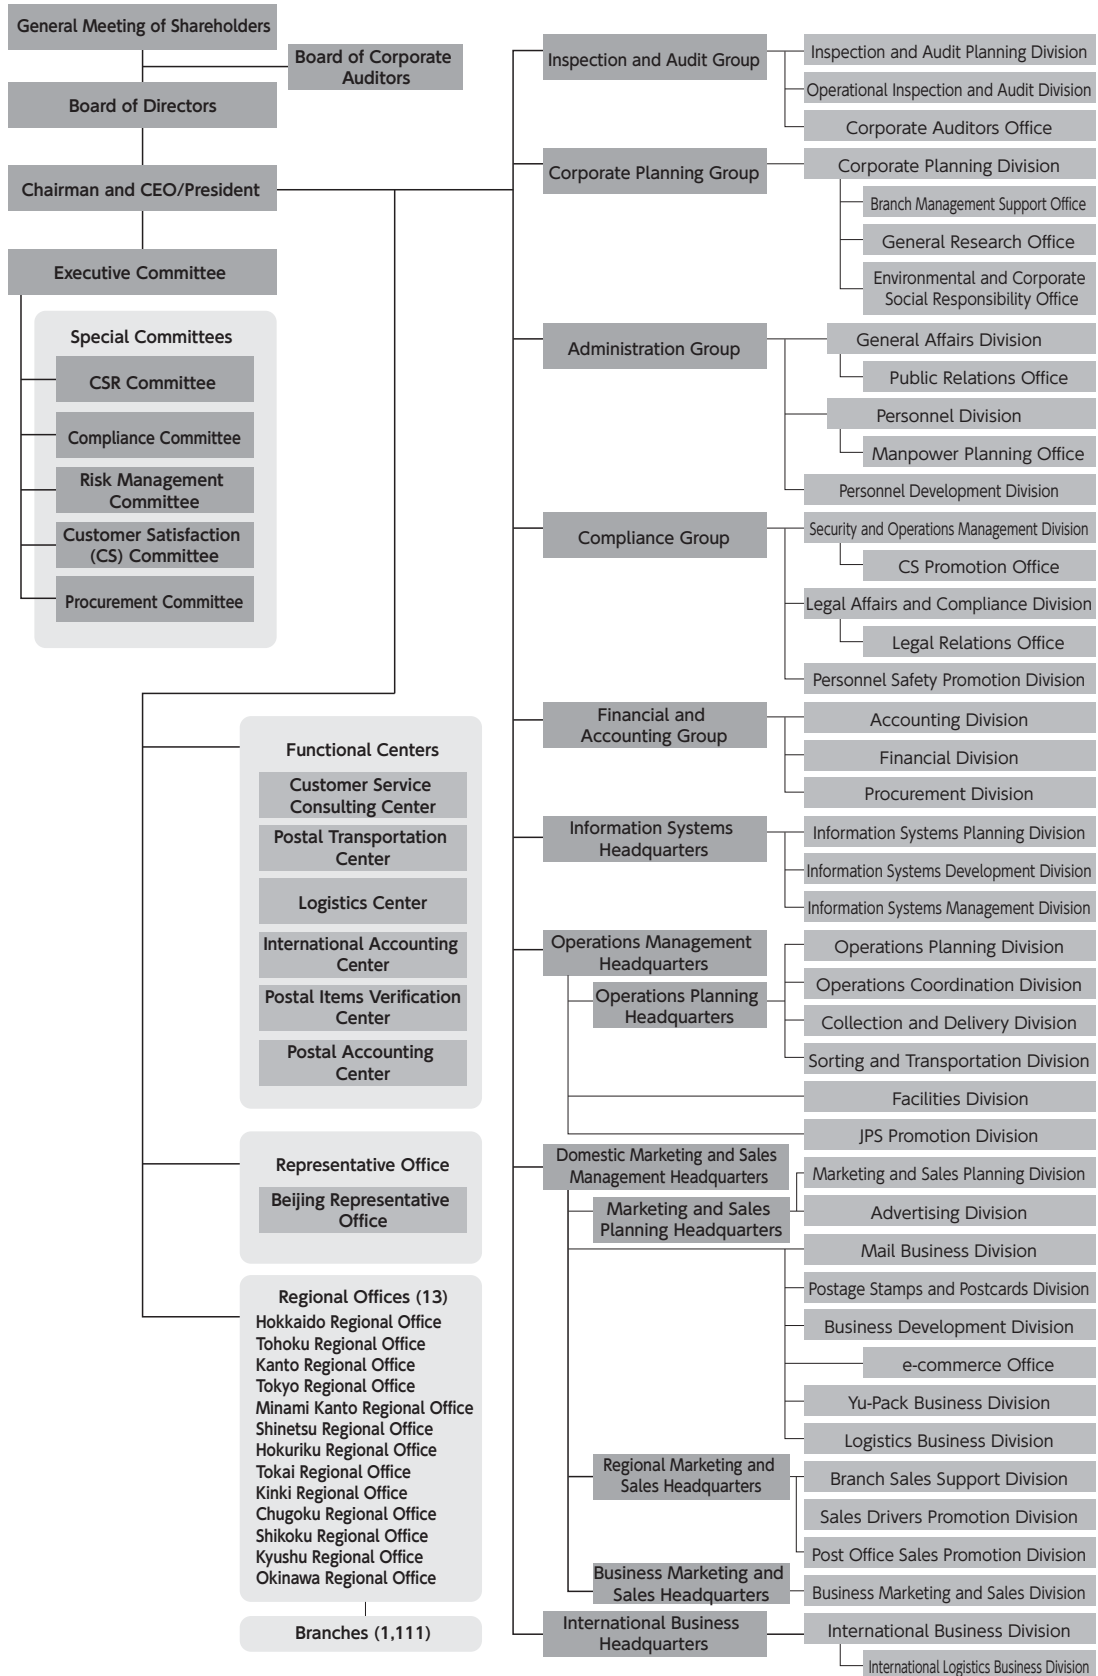 General Meeting of Shareholders
Board of Corporate
Auditors
Board of Directors
Chairman and CEO/President
Executive Committee
Special Committees
CSR Committee
Compliance Committee
Risk Management
Committee
Customer Satisfaction
(CS) Committee
Procurement Committee
Functional Centers
Customer Service
Consulting Center
Postal Transportation
Center
Logistics Center
International Accounting
Center
Postal Items Verification
Center
Postal Accounting
Center
Representative Office
Beijing Representative
Office
Regional Offices (13)
Hokkaido Regional Office
Tohoku Regional Office
Kanto Regional Office
Tokyo Regional Office
Minami Kanto Regional Office
Shinetsu Regional Office
Hokuriku Regional Office
Tokai Regional Office
Kinki Regional Office
Chugoku Regional Office
Shikoku Regional Office
Kyushu Regional Office
Okinawa Regional Office
Branches (1,111)
Inspection and Audit Group
Inspection and Audit Planning Division
Operational Inspection and Audit Division
Corporate Auditors Office
Corporate Planning Group
Corporate Planning Division
Branch Management Support Office
General Research Office
Environmental and Corporate
Social Responsibility Office
Administration Group
General Affairs Division
Public Relations Office
Personnel Division
Manpower Planning Office
Personnel Development Division
Compliance Group
Security and Operations Management Division
CS Promotion Office
Legal Affairs and Compliance Division
Legal Relations Office
Personnel Safety Promotion Division
Financial and
Accounting Group
Accounting Division
Financial Division
Procurement Division
Information Systems
Headquarters
Information Systems Planning Division
Information Systems Development Division
Information Systems Management Division
Operations Management
Headquarters
Operations Planning
Headquarters
Operations Planning Division
Operations Coordination Division
Collection and Delivery Division
Sorting and Transportation Division
Facilities Division
JPS Promotion Division
Domestic Marketing and Sales
Management Headquarters
Marketing and Sales
Planning Headquarters
Marketing and Sales Planning Division
Advertising Division
Mail Business Division
Postage Stamps and Postcards Division
Business Development Division
e-commerce Office
Yu-Pack Business Division
Logistics Business Division
Regional Marketing and
Sales Headquarters
Branch Sales Support Division
Sales Drivers Promotion Division
Post Office Sales Promotion Division
Business Marketing and
Sales Headquarters
Business Marketing and Sales Division
International Business
Headquarters
International Business Division
International Logistics Business Division